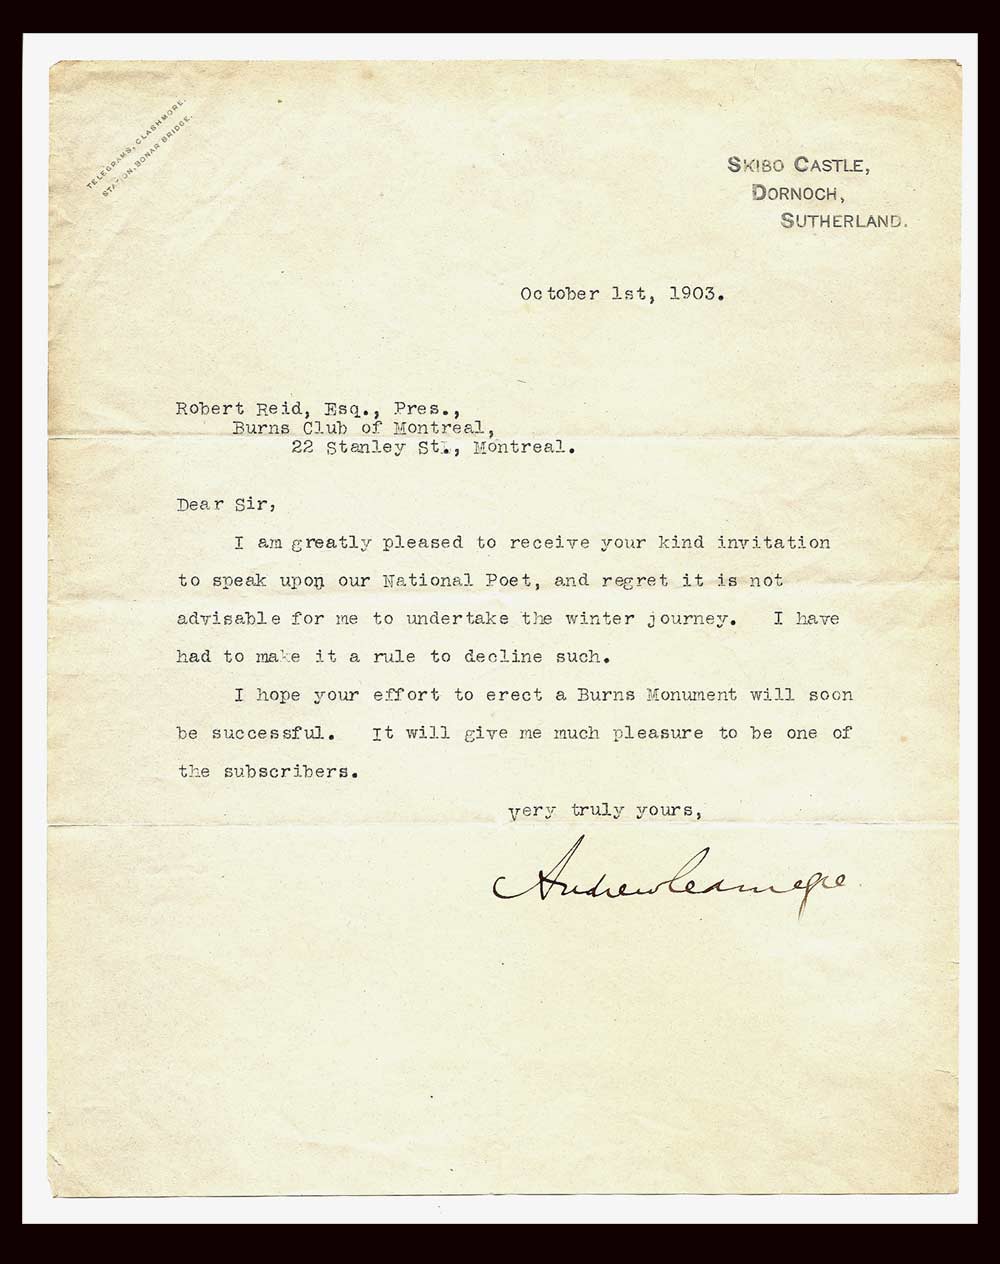 TELEGRAMS, CLASHMORE.
STATION, BONAR BRIDGE.
SKIBO CASTLE,
DORNOCH,
SUTHERLAND.
October 1st, 1903.
Robert Reid, Esq., Pres.,
Burns Club of Montreal,
22 Stanley St., Montreal.
Dear Sir,
I am greatly pleased to receive your kind invitation
to speak upon our National Poet, and regret it is not
advisable for me to undertake the winter journey. I have
had to make it a rule to decline such.
I hope your effort to erect a Burns Monument will soon
be successful. It will give me much pleasure to be one of
the subscribers.
Very truly yours,
Andrew Carnegie